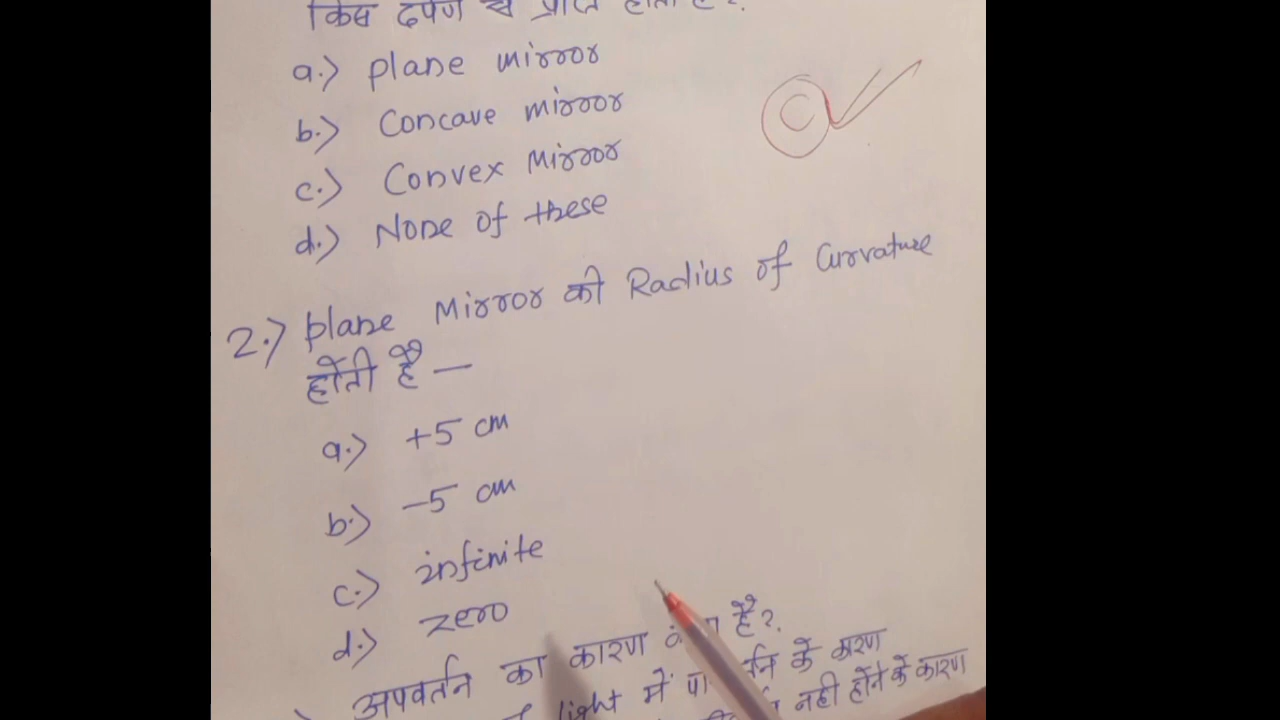 किस दर्पण से प्राप्त होता है?
a.) plane mirror
b.) Concave mirror
c.) Convex Mirror
d.) None of these
C
2.) plane Mirror की Radius of Curvature
होती है —
a.) +5 cm
b.) -5 cm
c.) infinite
d.) zero
अपवर्तन का कारण है?
light में के कारण
नही होने के कारण